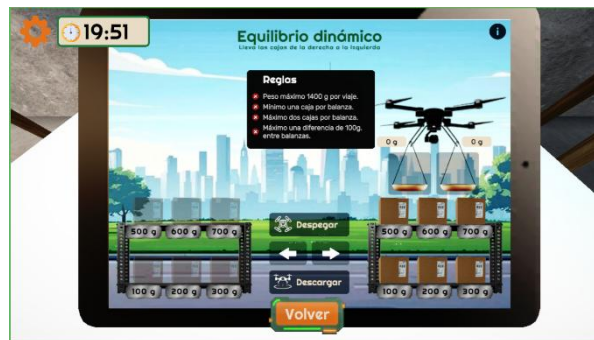 19:51
Equilibrio dinámico
Lleva las cajas de la derecha a la izquierda
i
Reglas
Peso máximo 1400 g por viaje.
Mínimo una caja por balanza.
Máximo dos cajas por balanza.
Máximo una diferencia de 100g.
entre balanzas.
0 g
0 g
500 g
600 g
700 g
100 g
200 g
300 g
Despegar
Descargar
500 g
600 g
700 g
100 g
200 g
300 g
Volver